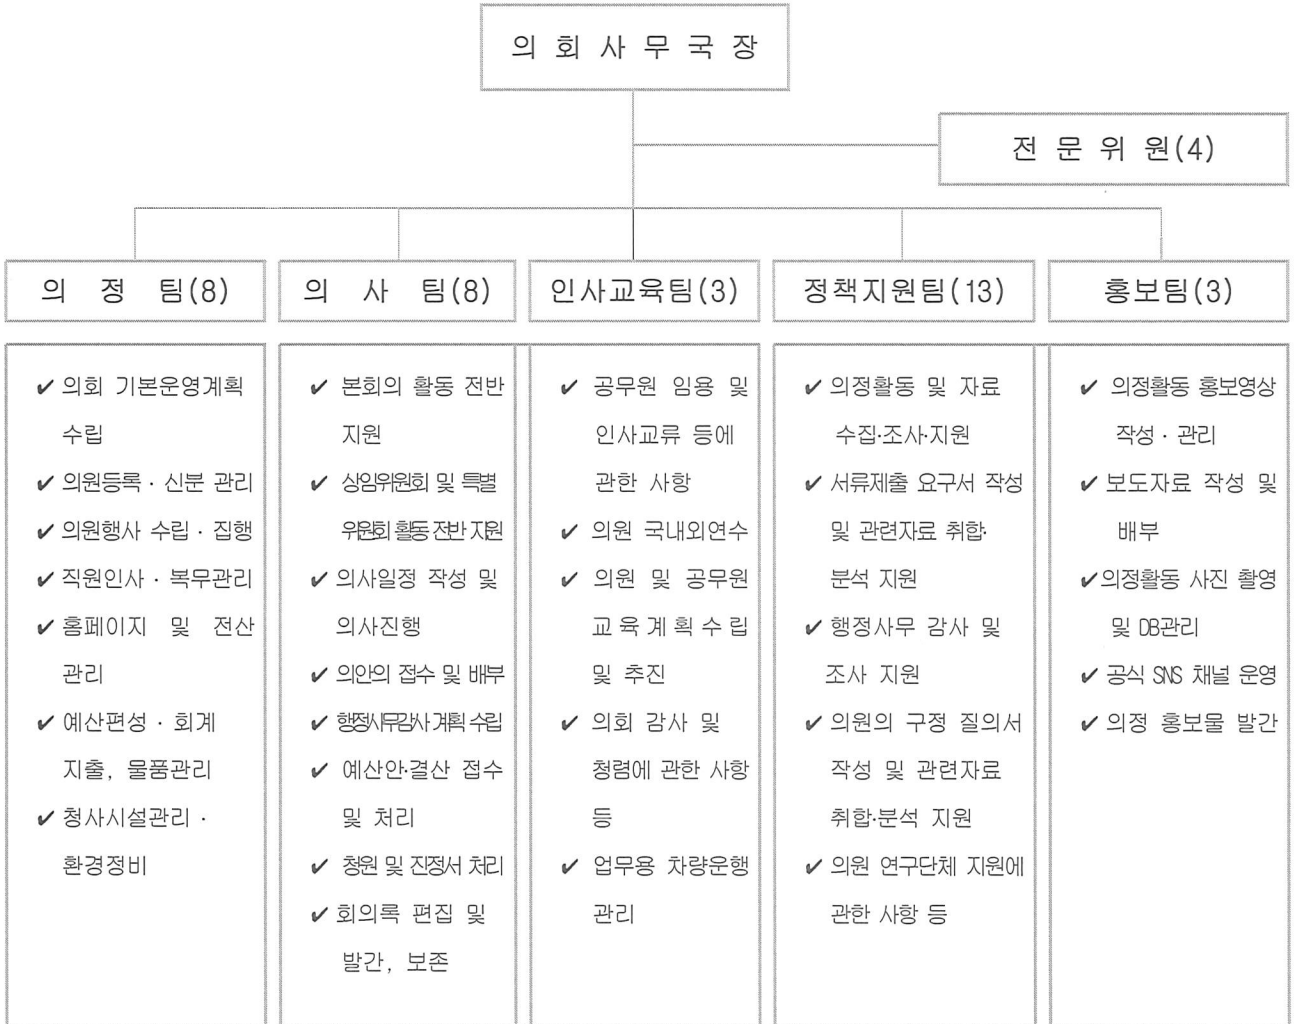 의 회 사 무 국 장
전 문 위 원(4)
의 정 팀(8)
의 사 팀(8)
인사교육팀(3)
정책지원팀(13)
홍보팀(3)
✔ 의회 기본운영계획
수립
✔ 의원등록 · 신분 관리
✔ 의원행사 수립 · 집행
✔ 직원인사 · 복무관리
✔ 홈페이지 및 전산
관리
✔ 예산편성 · 회계
지출, 물품관리
✔ 청사시설관리 ·
환경정비
✔ 본회의 활동 전반
지원
✔ 상임위원회 및 특별
위원회 활동 전반 지원
✔ 의사일정 작성 및
의사진행
✔ 의안의 접수 및 배부
✔ 행정사무감사 계획 수립
✔ 예산안·결산 접수
및 처리
✔ 청원 및 진정서 처리
✔ 회의록 편집 및
발간, 보존
✔ 공무원 임용 및
인사교류 등에
관한 사항
✔ 의원 국내외연수
✔ 의원 및 공무원
교육계획수립
및 추진
✔ 의회 감사 및
청렴에 관한 사항
등
✔ 업무용 차량운행
관리
✔ 의정활동 및 자료
수집·조사·지원
✔ 서류제출 요구서 작성
및 관련자료 취합·
분석 지원
✔ 행정사무 감사 및
조사 지원
✔ 의원의 구정 질의서
작성 및 관련자료
취합·분석 지원
✔ 의원 연구단체 지원에
관한 사항 등
✔ 의정활동 홍보영상
작성 · 관리
✔ 보도자료 작성 및
배부
✔ 의정활동 사진 촬영
및 DB관리
✔ 공식 SNS 채널 운영
✔ 의정 홍보물 발간